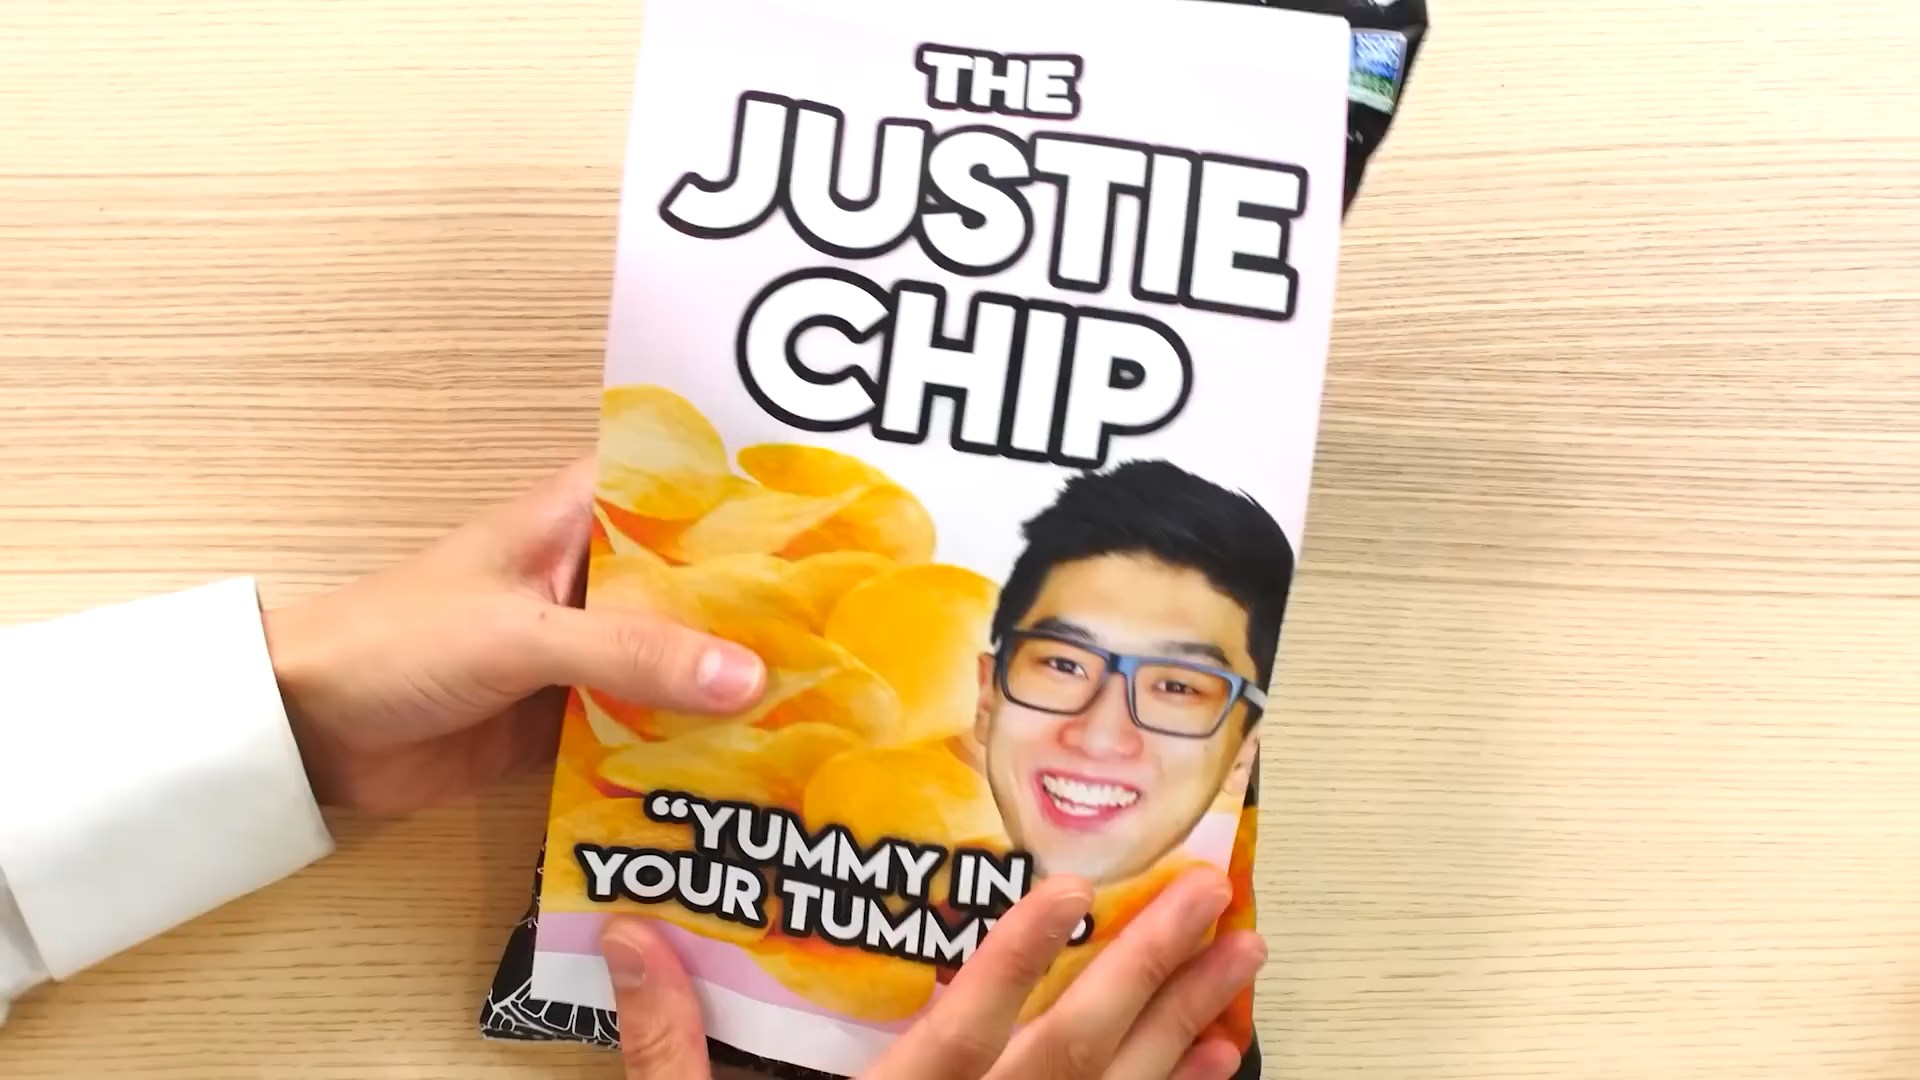 THE
JUSTIE
CHIP
“YUMMY IN
YOUR TUMMY”